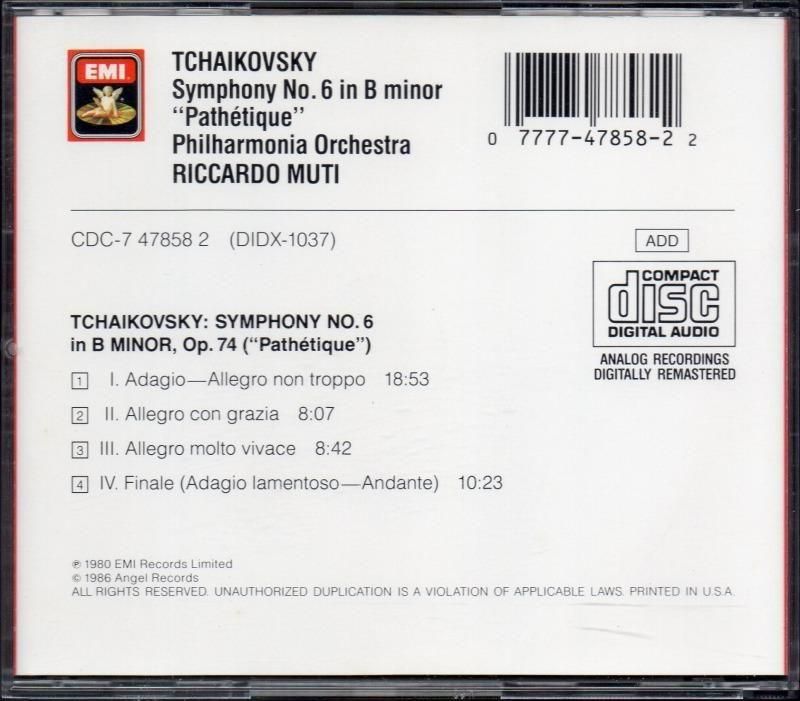 EMI
TCHAIKOVSKY
Symphony No. 6 in B minor
“Pathétique”
Philharmonia Orchestra
RICCARDO MUTI
0 7777-47858-2 2
CDC-7 47858 2 (DIDX-1037)
ADD
COMPACT
disc
DIGITAL AUDIO
ANALOG RECORDINGS
DIGITALLY REMASTERED
TCHAIKOVSKY: SYMPHONY NO. 6
in B MINOR, Op. 74 (“Pathétique”)
1 I. Adagio—Allegro non troppo 18:53
2 II. Allegro con grazia 8:07
3 III. Allegro molto vivace 8:42
4 IV. Finale (Adagio lamentoso—Andante) 10:23
℗ 1980 EMI Records Limited
© 1986 Angel Records
ALL RIGHTS RESERVED. UNAUTHORIZED DUPLICATION IS A VIOLATION OF APPLICABLE LAWS. PRINTED IN U.S.A.